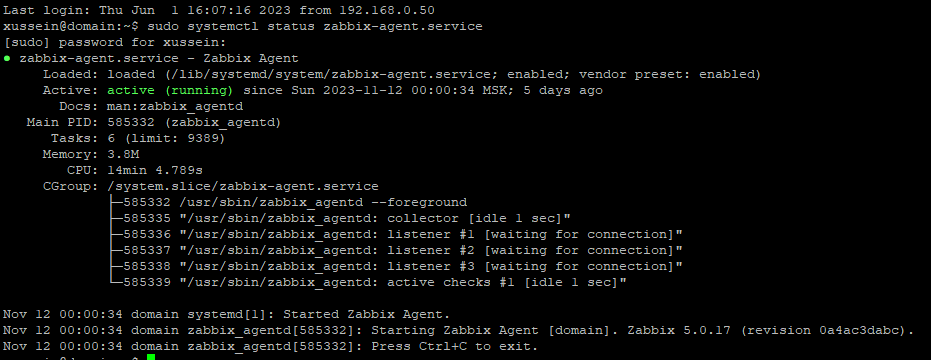 Last login: Thu Jun  1 16:07:16 2023 from 192.168.0.50
xussein@domain:~$ sudo systemctl status zabbix-agent.service
[sudo] password for xussein:
● zabbix-agent.service - Zabbix Agent
     Loaded: loaded (/lib/systemd/system/zabbix-agent.service; enabled; vendor preset: enabled)
     Active: active (running) since Sun 2023-11-12 00:00:34 MSK; 5 days ago
       Docs: man:zabbix_agentd
   Main PID: 585332 (zabbix_agentd)
      Tasks: 6 (limit: 9389)
     Memory: 3.8M
        CPU: 14min 4.789s
     CGroup: /system.slice/zabbix-agent.service
             ├─585332 /usr/sbin/zabbix_agentd --foreground
             ├─585335 "/usr/sbin/zabbix_agentd: collector [idle 1 sec]"
             ├─585336 "/usr/sbin/zabbix_agentd: listener #1 [waiting for connection]"
             ├─585337 "/usr/sbin/zabbix_agentd: listener #2 [waiting for connection]"
             ├─585338 "/usr/sbin/zabbix_agentd: listener #3 [waiting for connection]"
             └─585339 "/usr/sbin/zabbix_agentd: active checks #1 [idle 1 sec]"
Nov 12 00:00:34 domain systemd[1]: Started Zabbix Agent.
Nov 12 00:00:34 domain zabbix_agentd[585332]: Starting Zabbix Agent [domain]. Zabbix 5.0.17 (revision 0a4ac3dabc).
Nov 12 00:00:34 domain zabbix_agentd[585332]: Press Ctrl+C to exit.